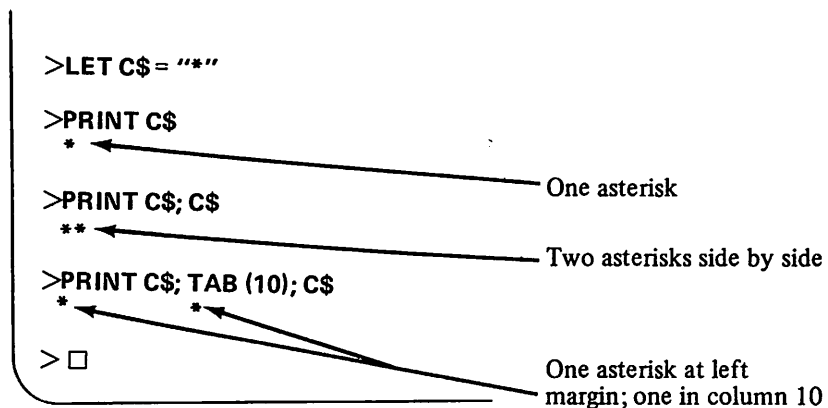 >LET C$ = "*"
>PRINT C$
*
One asterisk
>PRINT C$; C$
**
Two asterisks side by side
>PRINT C$; TAB (10); C$
* *
> □
One asterisk at left
margin; one in column 10